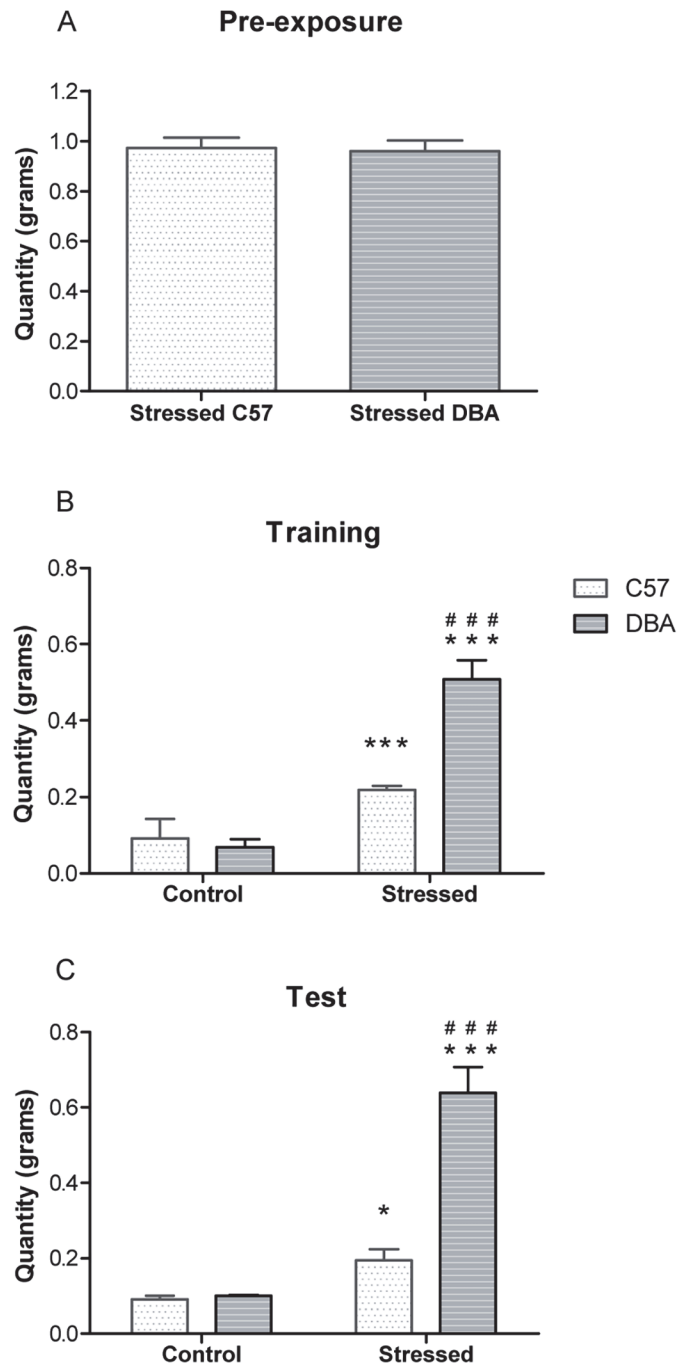 A
Pre-exposure
Quantity (grams)
1.2
1.0
0.8
0.6
0.4
0.2
0.0
Stressed C57 Stressed DBA
B
Training
Quantity (grams)
0.8
0.6
0.4
0.2
0.0
# # #
* * *
***
Control Stressed
C57
DBA
C
Test
Quantity (grams)
0.8
0.6
0.4
0.2
0.0
# # #
* * *
*
Control Stressed